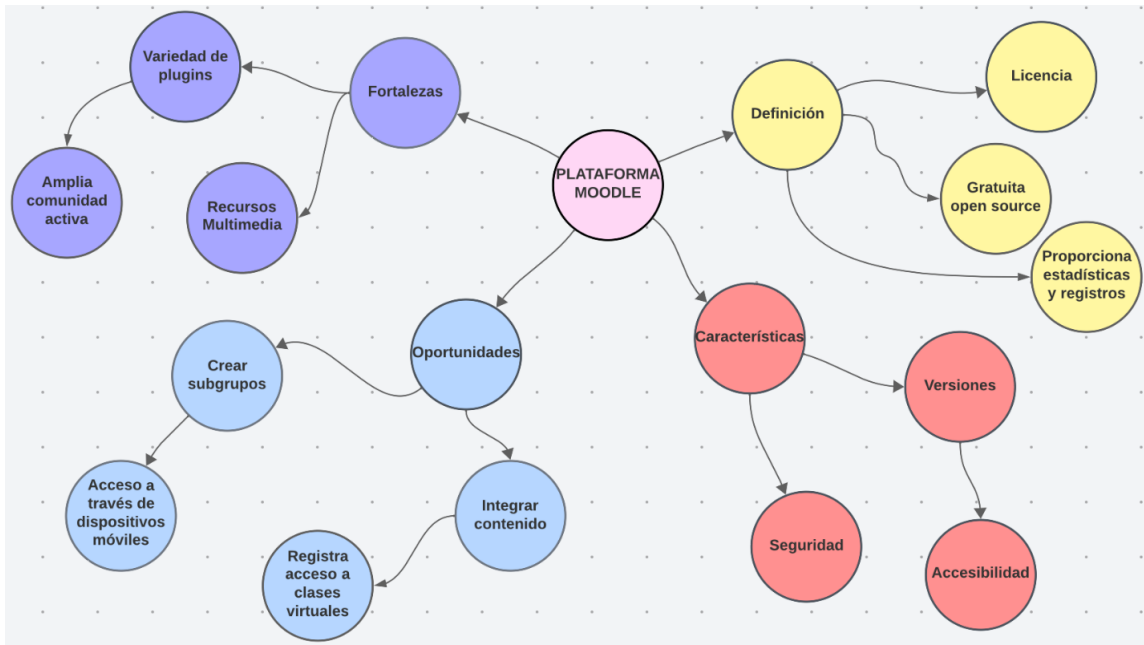 Variedad de
plugins
Fortalezas
Amplia
comunidad
activa
Recursos
Multimedia
PLATAFORMA
MOODLE
Definición
Licencia
Gratuita
open source
Proporciona
estadísticas
y registros
Oportunidades
Crear
subgrupos
Acceso a
través de
dispositivos
móviles
Integrar
contenido
Registra
acceso a
clases
virtuales
Característícas
Versiones
Seguridad
Accesibilidad